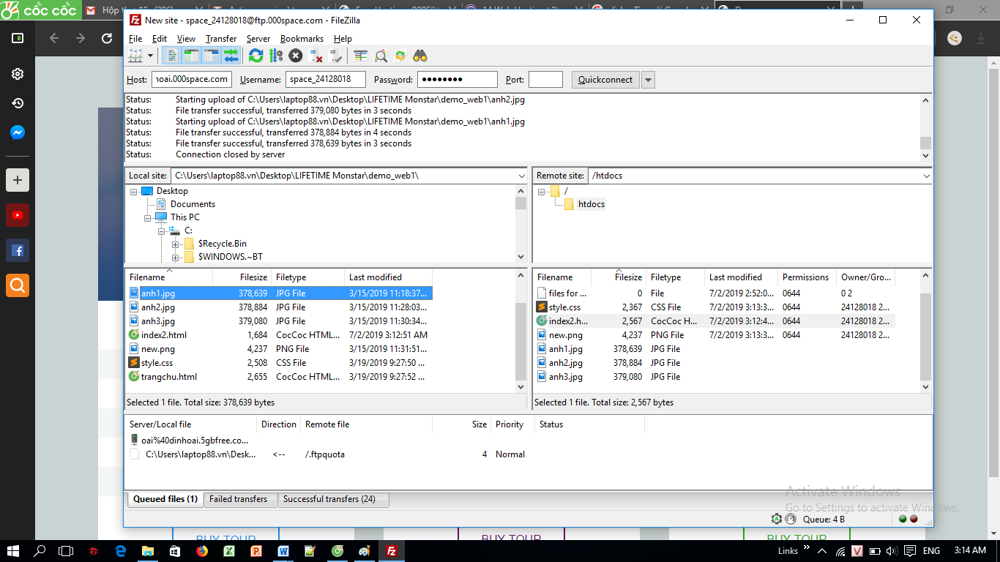 CỐC CỐC
New site - space_24128018@ftp.000space.com - FileZilla
File Edit View Transfer Server Bookmarks Help
Host: hoai.000space.com Username: space_24128018 Password: ●●●●●●●● Port: Quickconnect
Status: Starting upload of C:\Users\laptop88.vn\Desktop\LIFETIME Monstar\demo_web1\anh2.jpg
Status: File transfer successful, transferred 379,080 bytes in 3 seconds
Status: Starting upload of C:\Users\laptop88.vn\Desktop\LIFETIME Monstar\demo_web1\anh1.jpg
Status: File transfer successful, transferred 378,884 bytes in 4 seconds
Status: File transfer successful, transferred 378,639 bytes in 3 seconds
Status: Connection closed by server
Local site: C:\Users\laptop88.vn\Desktop\LIFETIME Monstar\demo_web1\
Desktop
Documents
This PC
C:
$Recycle.Bin
$WINDOWS.~BT
Remote site: /htdocs
/
htdocs
Filename Filesize Filetype Last modified
anh1.jpg 378,639 JPG File 3/15/2019 11:18:37...
anh2.jpg 378,884 JPG File 3/15/2019 11:28:03...
anh3.jpg 379,080 JPG File 3/15/2019 11:30:34...
index2.html 1,684 CocCoc HTML... 7/2/2019 3:12:51 AM
new.png 4,237 PNG File 3/15/2019 11:31:51...
style.css 2,508 CSS File 3/19/2019 9:27:50 ...
trangchu.html 2,655 CocCoc HTML... 3/19/2019 9:27:52 ...
Selected 1 file. Total size: 378,639 bytes
Filename Filesize Filetype Last modified Permissions Owner/Gro...
files for ... 0 File 7/2/2019 2:52:0... 0644 0 2
style.css 2,367 CSS File 7/2/2019 3:13:3... 0644 24128018 2...
index2.h... 2,567 CocCoc H... 7/2/2019 3:12:4... 0644 24128018 2...
new.png 4,237 PNG File 7/2/2019 3:13:3... 0644 24128018 2...
anh1.jpg 378,639 JPG File
anh2.jpg 378,884 JPG File
anh3.jpg 379,080 JPG File
Selected 1 file. Total size: 2,567 bytes
Server/Local file Direction Remote file Size Priority Status
oai%40dinhoai.5gbfree.co...
C:\Users\laptop88.vn\Desk... <-- /.ftpquota 4 Normal
Queued files (1) Failed transfers Successful transfers (24)
Activate Windows
Go to Settings to activate Windows.
Queue: 4 B
BUY TOUR BUY TOUR BUY TOUR
Links ENG 3:14 AM